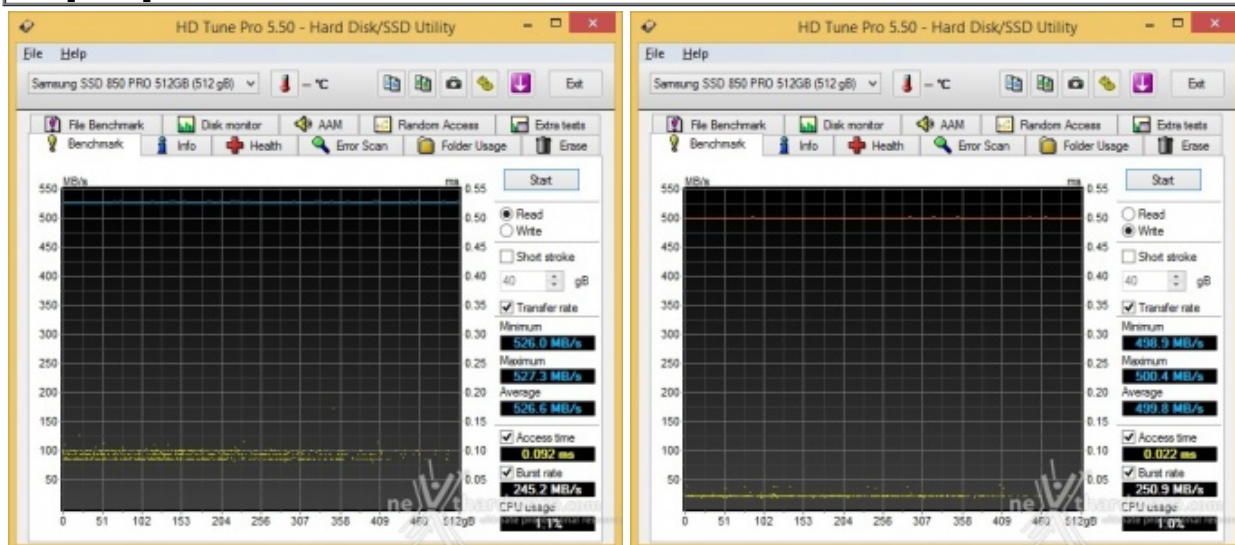 HD Tune Pro 5.50 - Hard Disk/SSD Utility
File Help
Samsung SSD 850 PRO 512GB (512 gB) – °C Exit
File Benchmark Disk monitor AAM Random Access Extra tests
Benchmark Info Health Error Scan Folder Usage Erase
MB/s ms
550 0.55
500 0.50
450 0.45
400 0.40
350 0.35
300 0.30
250 0.25
200 0.20
150 0.15
100 0.10
50 0.05
0 51 102 153 204 256 307 358 409 460 512gB
Start
Read
Write
Short stroke
40 gB
Transfer rate
Minimum
526.0 MB/s
Maximum
527.3 MB/s
Average
526.6 MB/s
Access time
0.092 ms
Burst rate
245.2 MB/s
CPU usage
1.1%
HD Tune Pro 5.50 - Hard Disk/SSD Utility
File Help
Samsung SSD 850 PRO 512GB (512 gB) – °C Exit
File Benchmark Disk monitor AAM Random Access Extra tests
Benchmark Info Health Error Scan Folder Usage Erase
MB/s ms
550 0.55
500 0.50
450 0.45
400 0.40
350 0.35
300 0.30
250 0.25
200 0.20
150 0.15
100 0.10
50 0.05
0 51 102 153 204 256 307 358 409 460 512gB
Start
Read
Write
Short stroke
40 gB
Transfer rate
Minimum
498.9 MB/s
Maximum
500.4 MB/s
Average
499.8 MB/s
Access time
0.022 ms
Burst rate
250.9 MB/s
CPU usage
1.0%